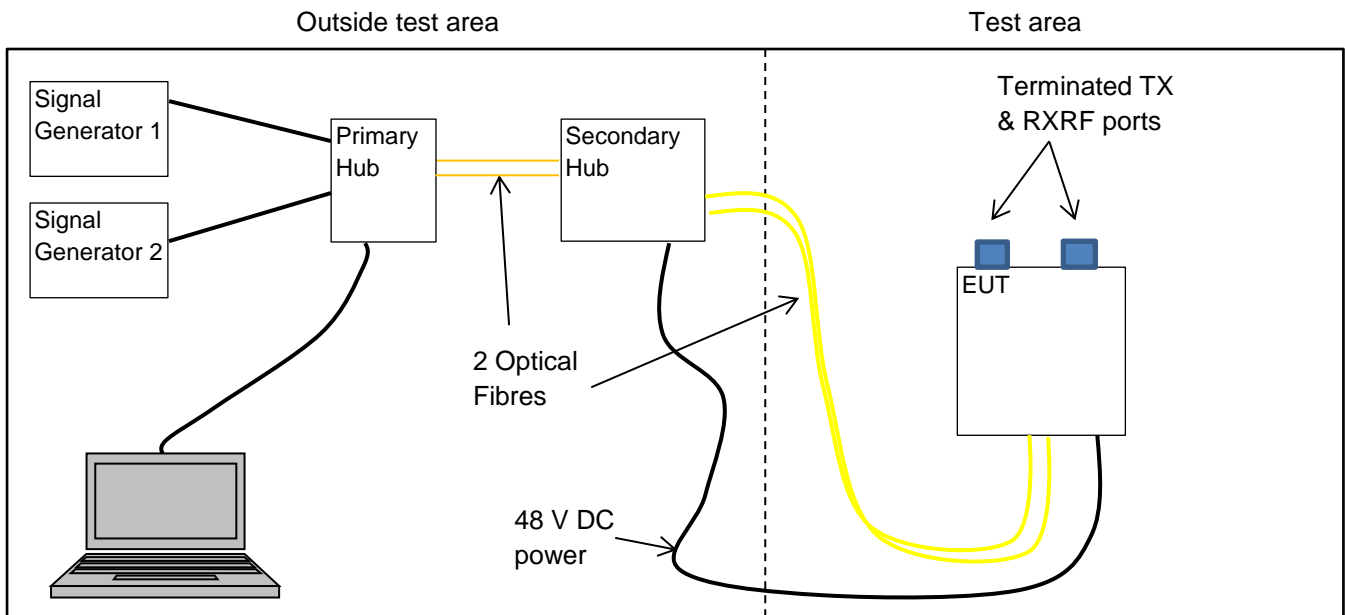 Outside test area
Test area
Signal
Generator 1
Primary
Hub
Secondary
Hub
Terminated TX
& RXRF ports
Signal
Generator 2
EUT
2 Optical
Fibres
48 V DC
power